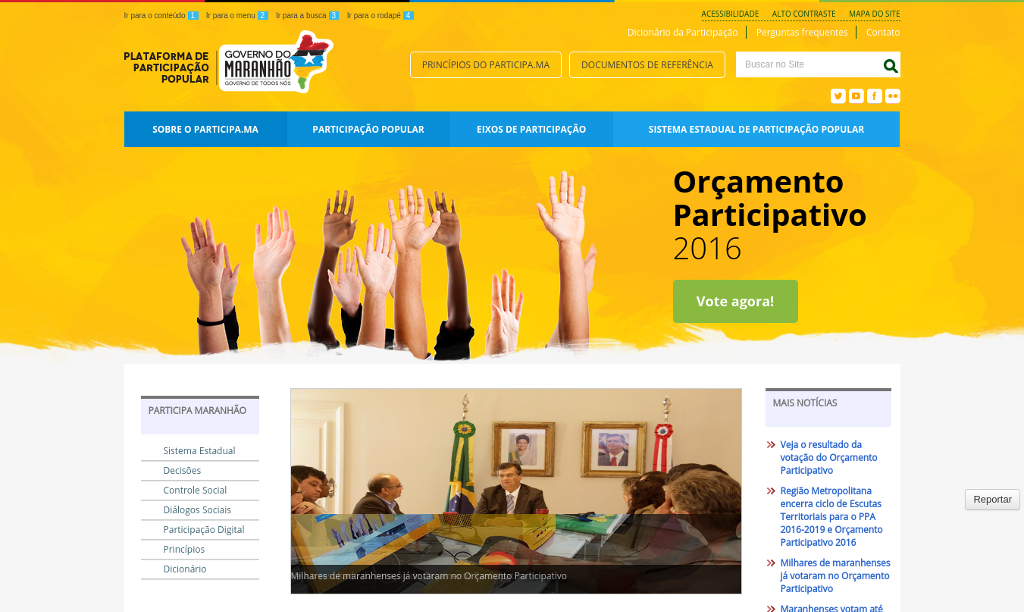 Ir para o conteúdo 1 Ir para o menu 2 Ir para a busca 3 Ir para o rodapé 4
ACESSIBILIDADE ALTO CONTRASTE MAPA DO SITE
Dicionário da Participação Perguntas frequentes Contato
PLATAFORMA DE
PARTICIPAÇÃO
POPULAR
GOVERNO DO
MARANHÃO
GOVERNO DE TODOS NÓS
PRINCÍPIOS DO PARTICIPA.MA DOCUMENTOS DE REFERÊNCIA Buscar no Site
SOBRE O PARTICIPA.MA PARTICIPAÇÃO POPULAR EIXOS DE PARTICIPAÇÃO SISTEMA ESTADUAL DE PARTICIPAÇÃO POPULAR
Orçamento
Participativo
2016
Vote agora!
PARTICIPA MARANHÃO
Sistema Estadual
Decisões
Controle Social
Diálogos Sociais
Participação Digital
Princípios
Dicionário
Milhares de maranhenses já votaram no Orçamento Participativo
MAIS NOTÍCIAS
Veja o resultado da
votação do Orçamento
Participativo
Região Metropolitana
encerra ciclo de Escutas
Territoriais para o PPA
2016-2019 e Orçamento
Participativo 2016
Milhares de maranhenses
já votaram no Orçamento
Participativo
Maranhenses votam até
Reportar